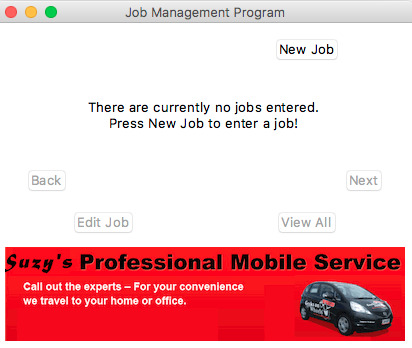 Job Management Program
New Job
There are currently no jobs entered.
Press New Job to enter a job!
Back
Next
Edit Job
View All
Suzy's Professional Mobile Service
Call out the experts – For your convenience
we travel to your home or office.